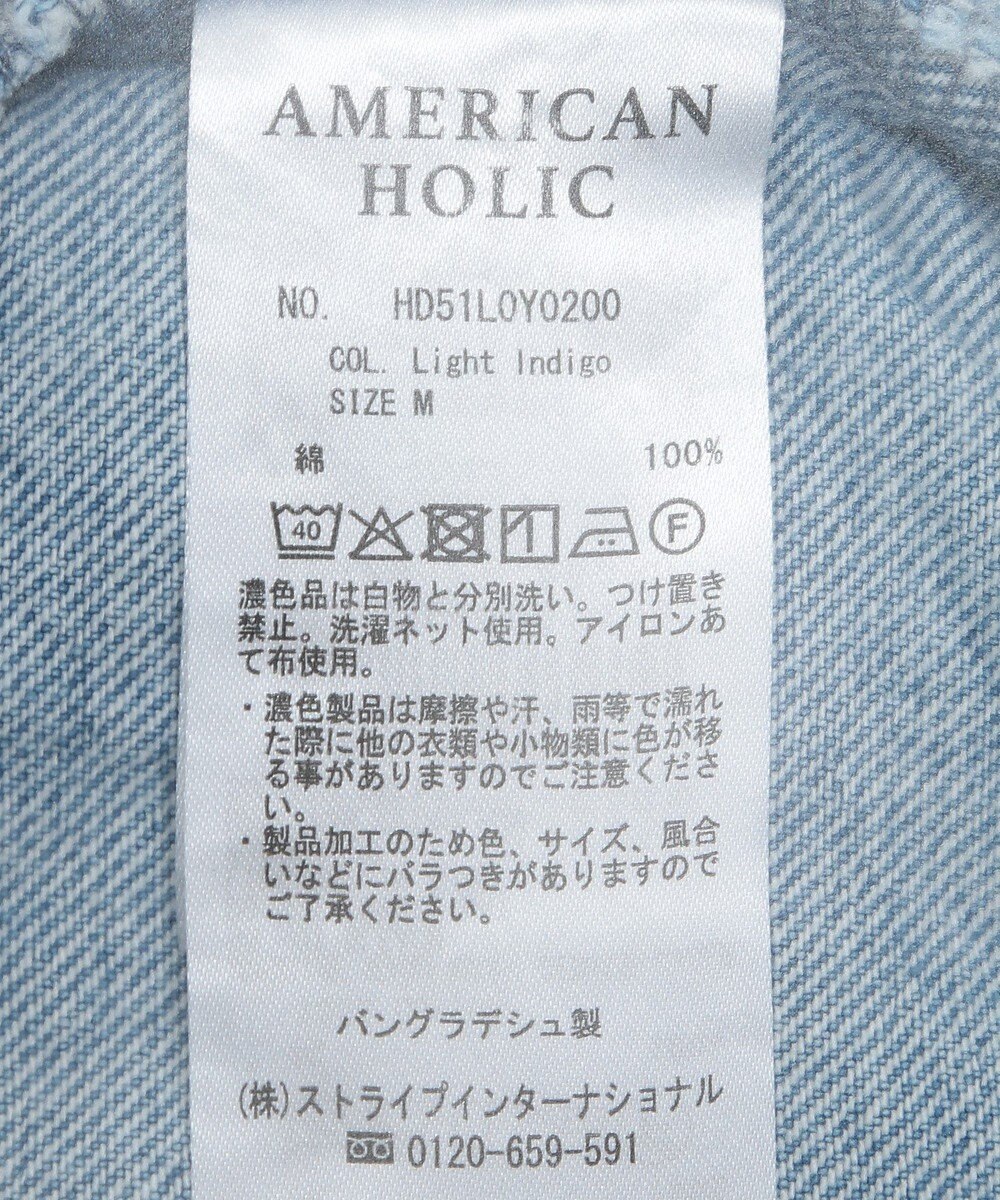 AMERICAN
HOLIC
NO. HD51L0Y0200
COL. Light Indigo
SIZE M
綿 100%
40 F
濃色品は白物と分別洗い。つけ置き
禁止。洗濯ネット使用。アイロンあ
て布使用。
・濃色製品は摩擦や汗、雨等で濡れ
た際に他の衣類や小物類に色が移
る事がありますのでご注意くださ
い。
・製品加工のため色、サイズ、風合
いなどにバラつきがありますので
ご了承ください。
バングラデシュ製
(株)ストライプインターナショナル
0120-659-591